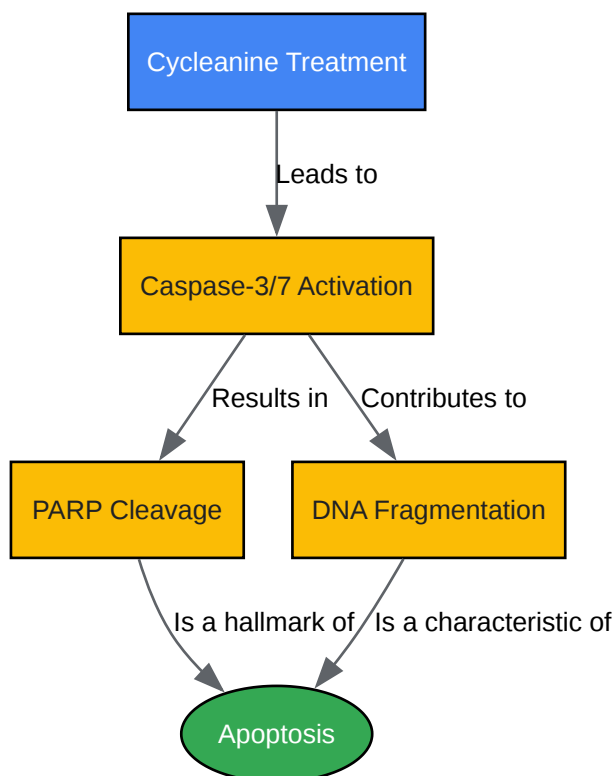 Cycleanine Treatment
Leads to
Caspase-3/7 Activation
Results in
Contributes to
PARP Cleavage
DNA Fragmentation
Is a hallmark of
Is a characteristic of
Apoptosis